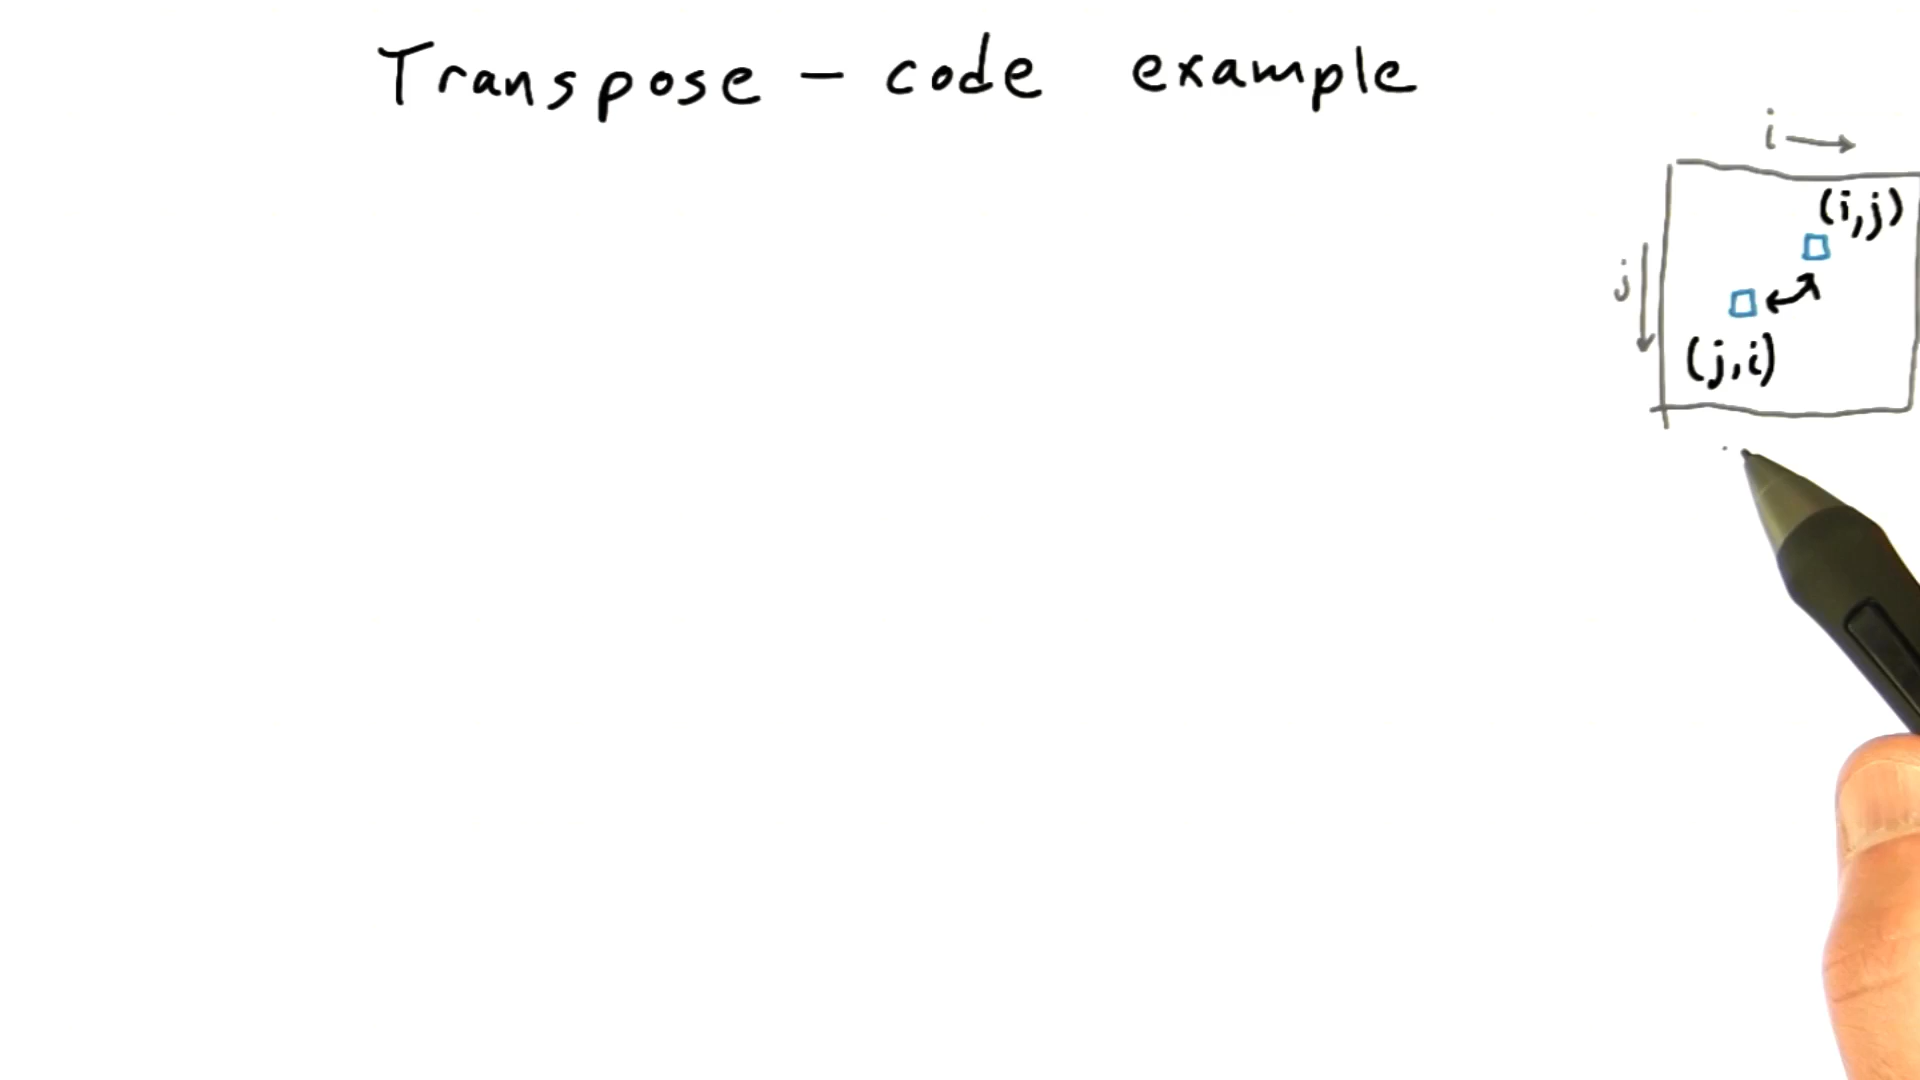 Transpose - code example
i
(i,j)
j
(j,i)